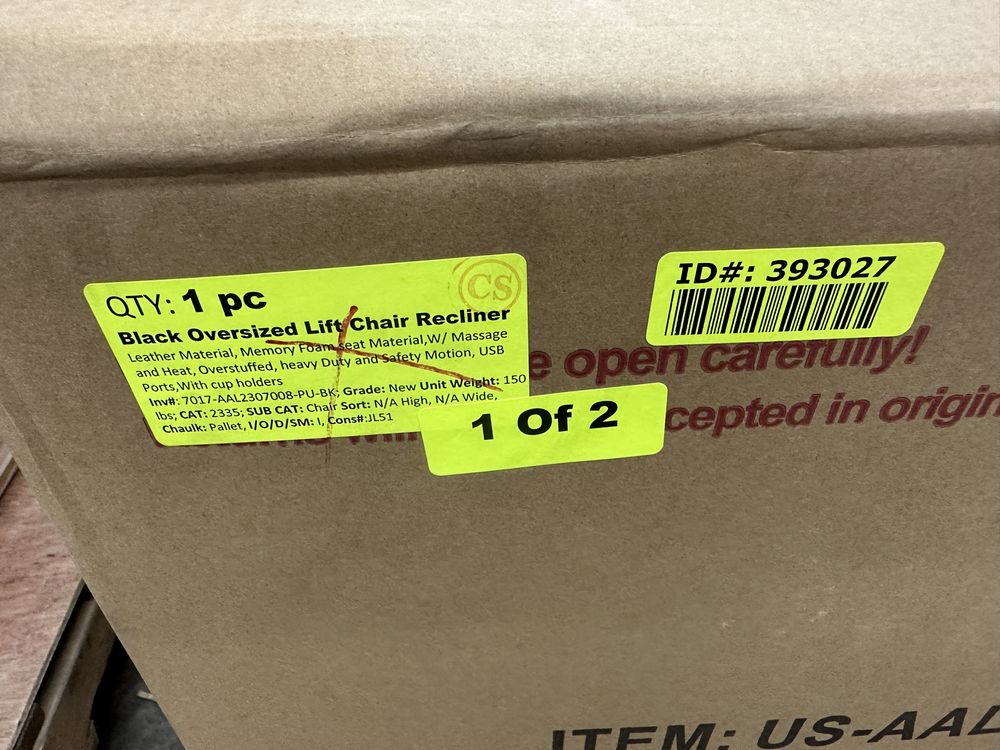 QTY: 1 pc
CS
Black Oversized Lift Chair Recliner
Leather Material, Memory Foam seat Material,W/ Massage
and Heat, Overstuffed, heavy Duty and Safety Motion, USB
Ports,With cup holders
Inv#: 7017-AAL2307008-PU-BK; Grade: New Unit Weight: 150
lbs; CAT: 2335; SUB CAT: Chair Sort: N/A High, N/A Wide,
Chaulk: Pallet, I/O/D/SM: I, Cons#:JL51
ID#: 393027
1 Of 2
open carefully!
in
ITEM: US-AAL